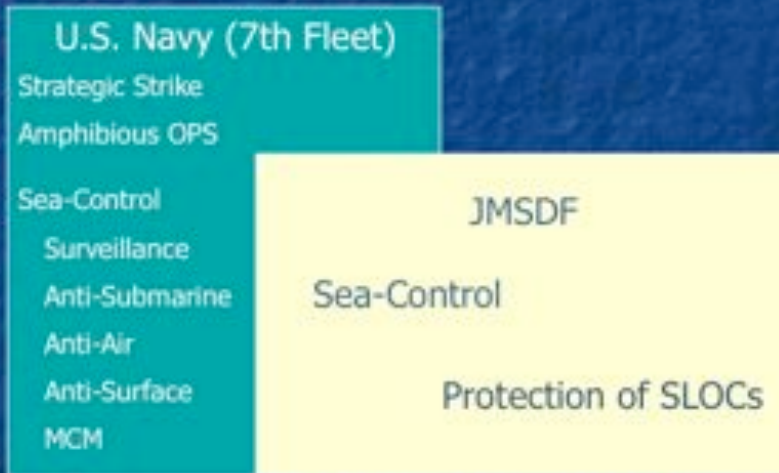 U.S. Navy (7th Fleet)
Strategic Strike
Amphibious OPS
Sea-Control
Surveillance
Anti-Submarine
Anti-Air
Anti-Surface
MCM
JMSDF
Sea-Control
Protection of SLOCs